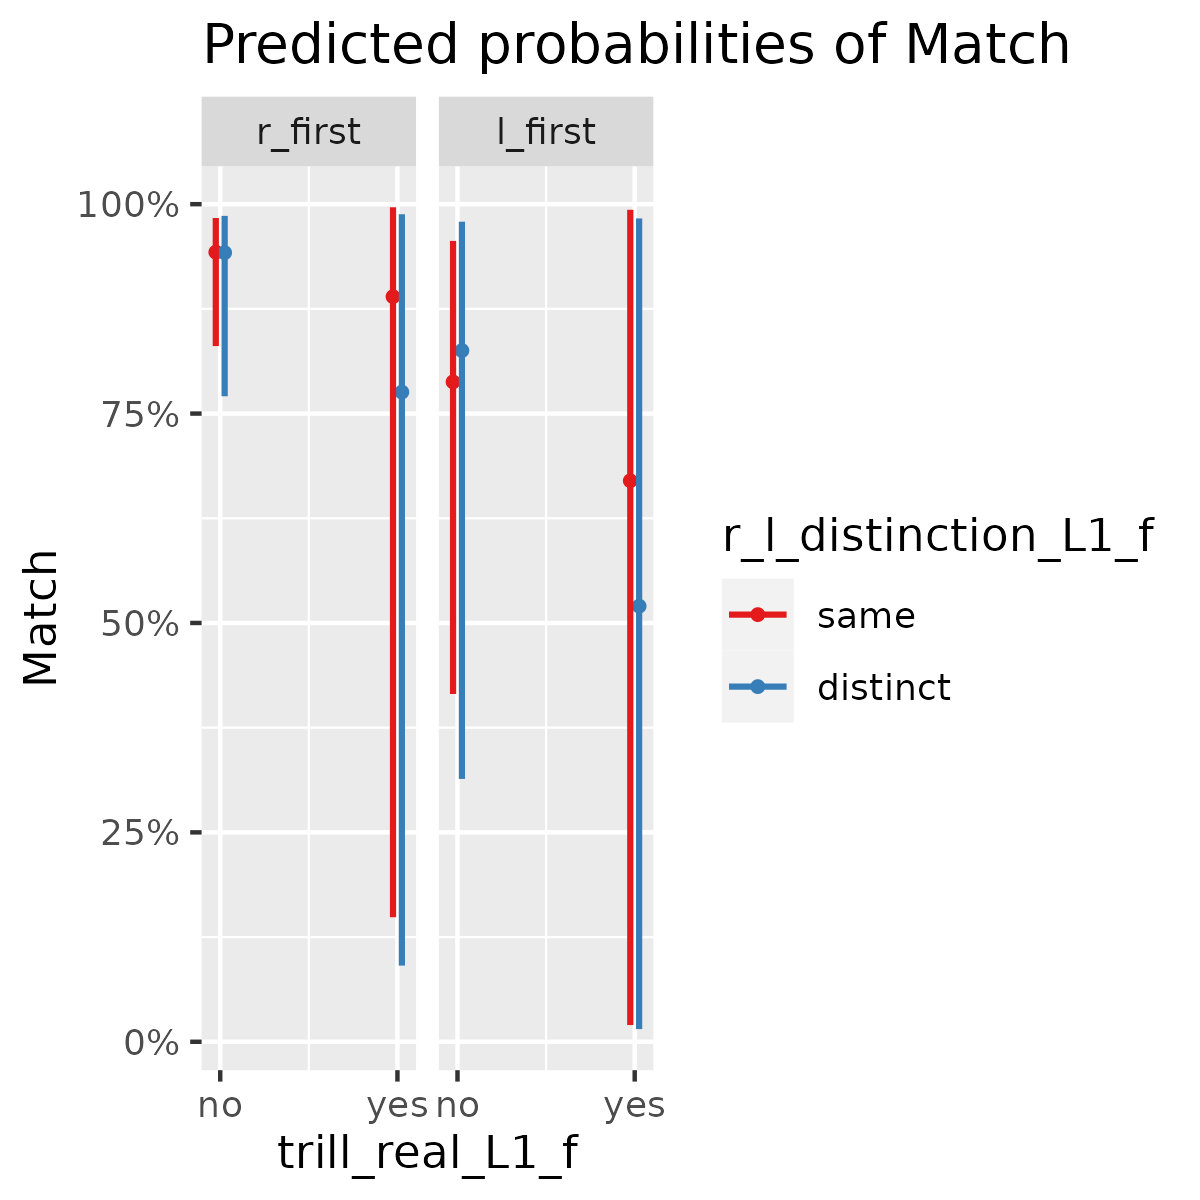 Predicted probabilities of Match
r_first
l_first
100%
75%
50%
25%
0%
Match
no
yes
no
yes
trill_real_L1_f
r_l_distinction_L1_f
same
distinct